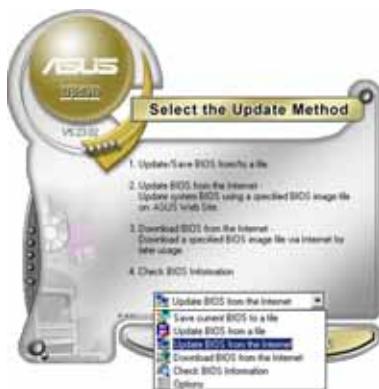 ASUS
Update
V6.23.02
Select the Update Method
1. Update/Save BIOS from/to a file
2. Update BIOS from the Internet -
Update system BIOS using a specified BIOS image file
on ASUS Web Site.
3. Download BIOS from the Internet -
Download a specified BIOS image file via Internet for
later usage.
4. Check BIOS Information
Update BIOS from the Internet
Save current BIOS to a file
Update BIOS from a file
Update BIOS from the Internet
Download BIOS from the Internet
Check BIOS Information
Options